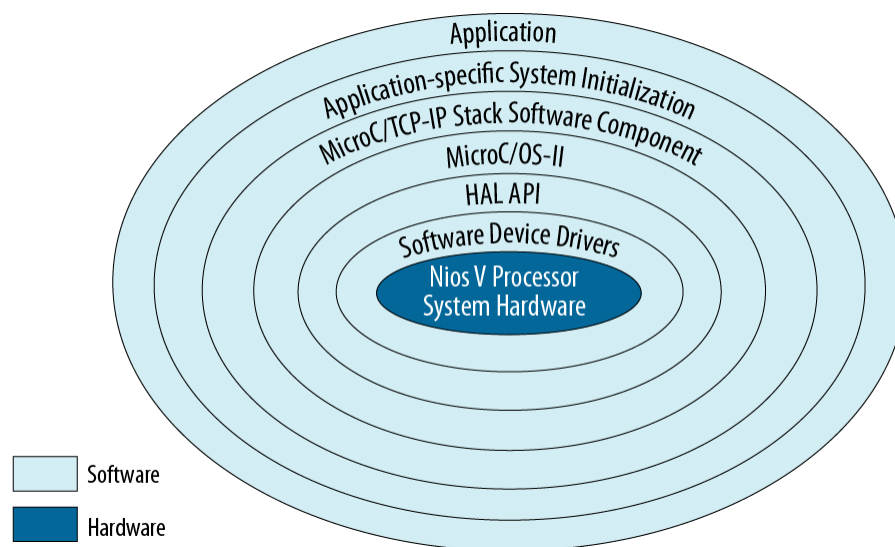 Application
Application-specific System Initialization
MicroC/TCP-IP Stack Software Component
MicroC/OS-II
HAL API
Software Device Drivers
Nios V Processor
System Hardware
Software
Hardware